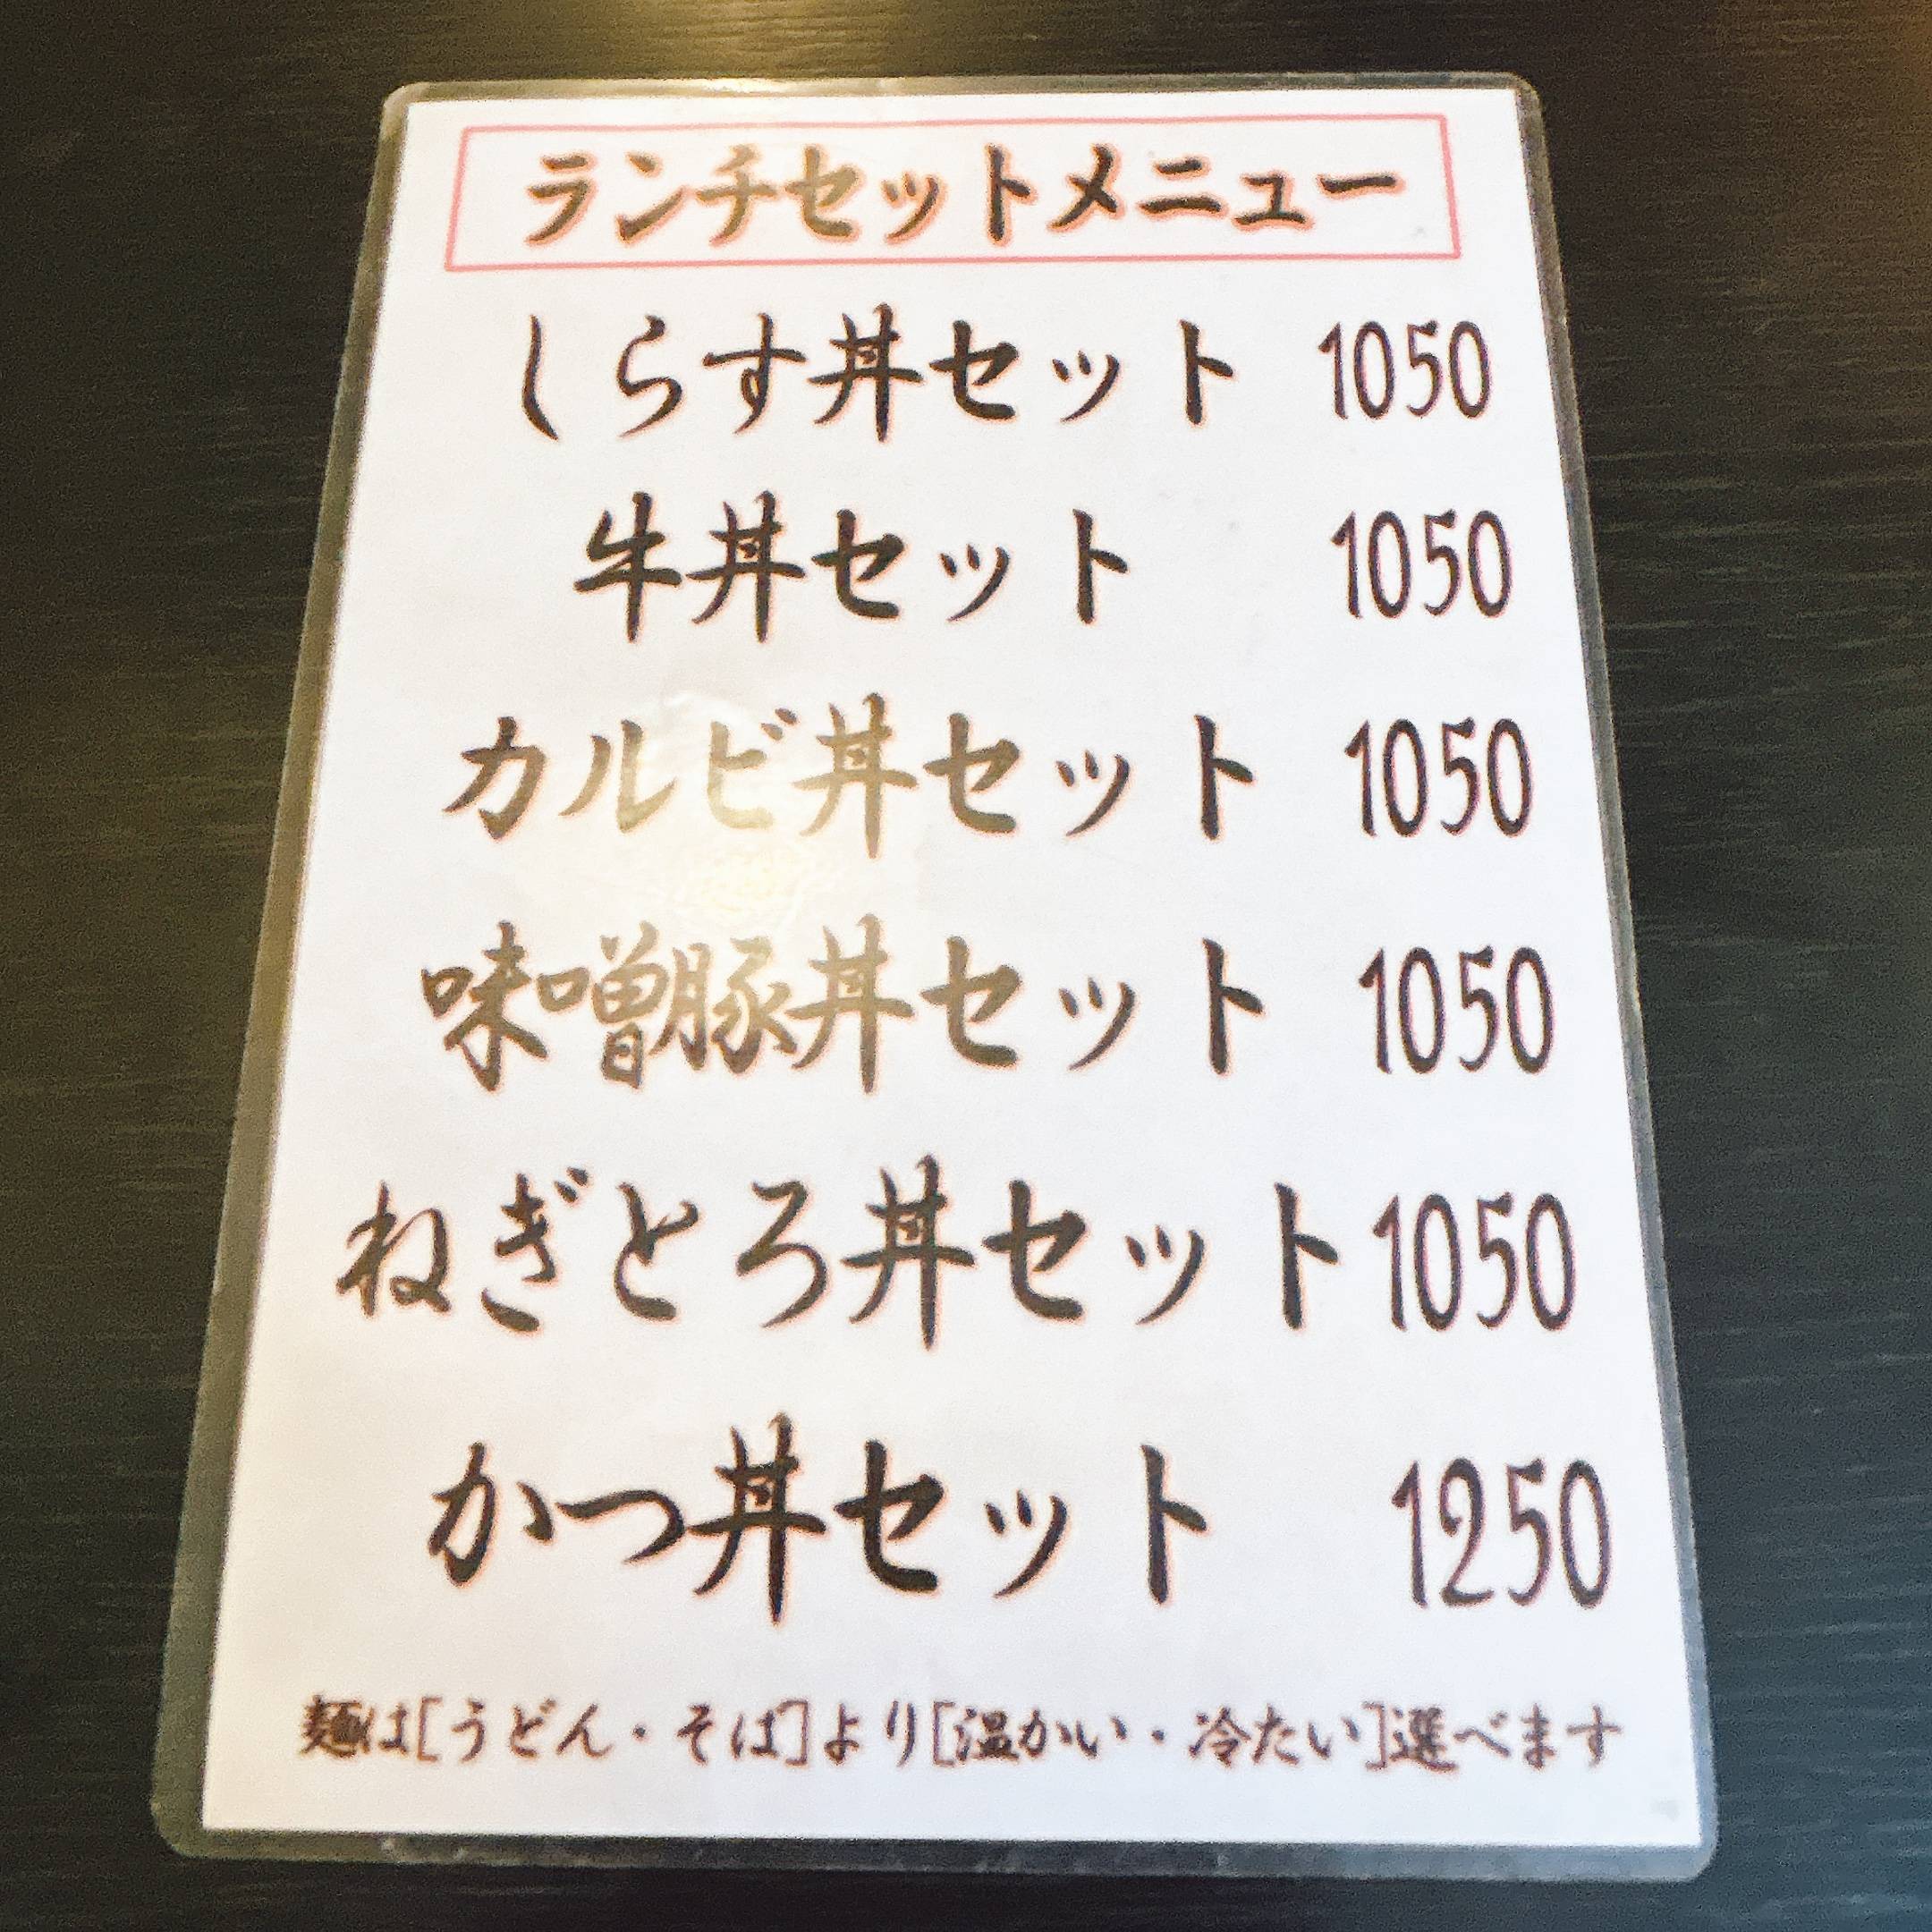 ランチセットメニュー
しらす丼セット 1050
牛丼セット 1050
カルビ丼セット 1050
味噌豚丼セット 1050
ねぎとろ丼セット 1050
かつ丼セット 1250
麺は[うどん・そば]より[温かい・冷たい]選べます